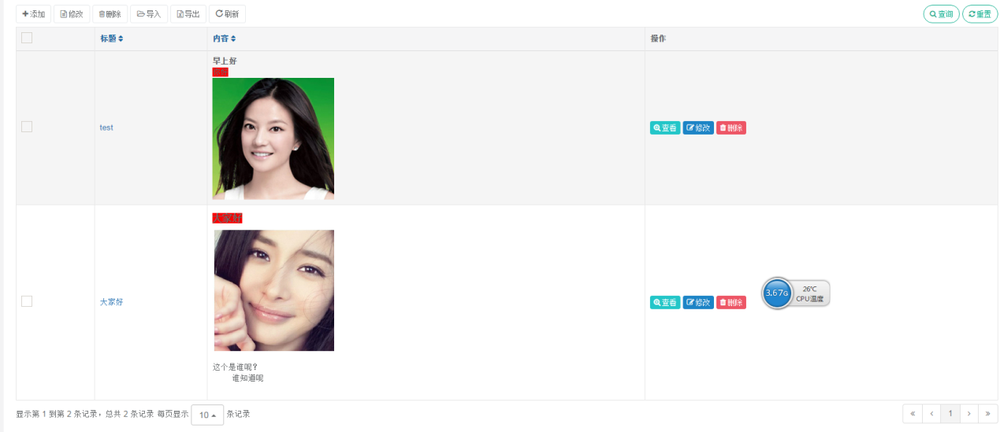 添加 修改 删除 导入 导出 刷新 查询 重置
标题 内容 操作
早上好
你好
test 查看 修改 删除
大家好
大家好 查看 修改 删除
3.67G 26℃
CPU温度
这个是谁呢?
谁知道呢
显示第 1 到第 2 条记录，总共 2 条记录 每页显示 10 条记录 « ‹ 1 › »